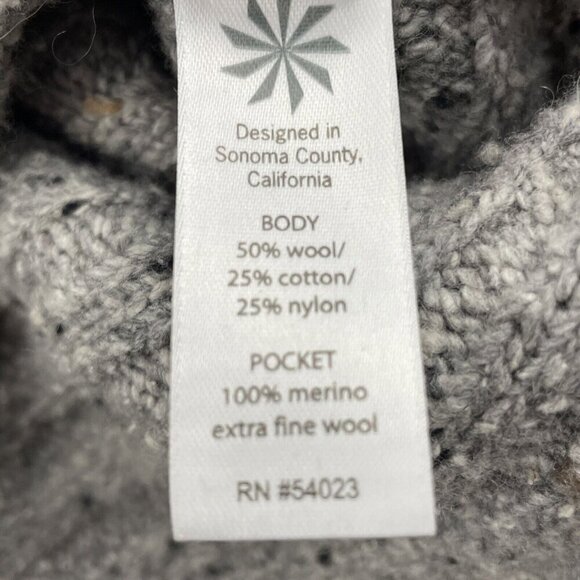 Designed in
Sonoma County,
California
BODY
50% wool/
25% cotton/
25% nylon
POCKET
100% merino
extra fine wool
RN #54023